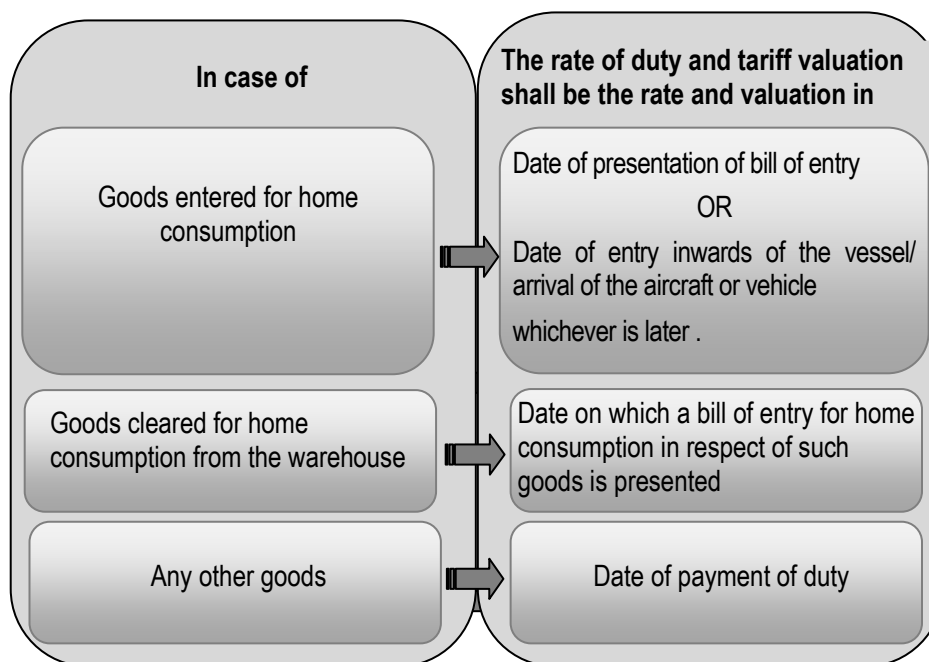 In case of
The rate of duty and tariff valuation
shall be the rate and valuation in
Goods entered for home
consumption
Date of presentation of bill of entry
OR
Date of entry inwards of the vessel/
arrival of the aircraft or vehicle
whichever is later .
Goods cleared for home
consumption from the warehouse
Date on which a bill of entry for home
consumption in respect of such
goods is presented
Any other goods
Date of payment of duty